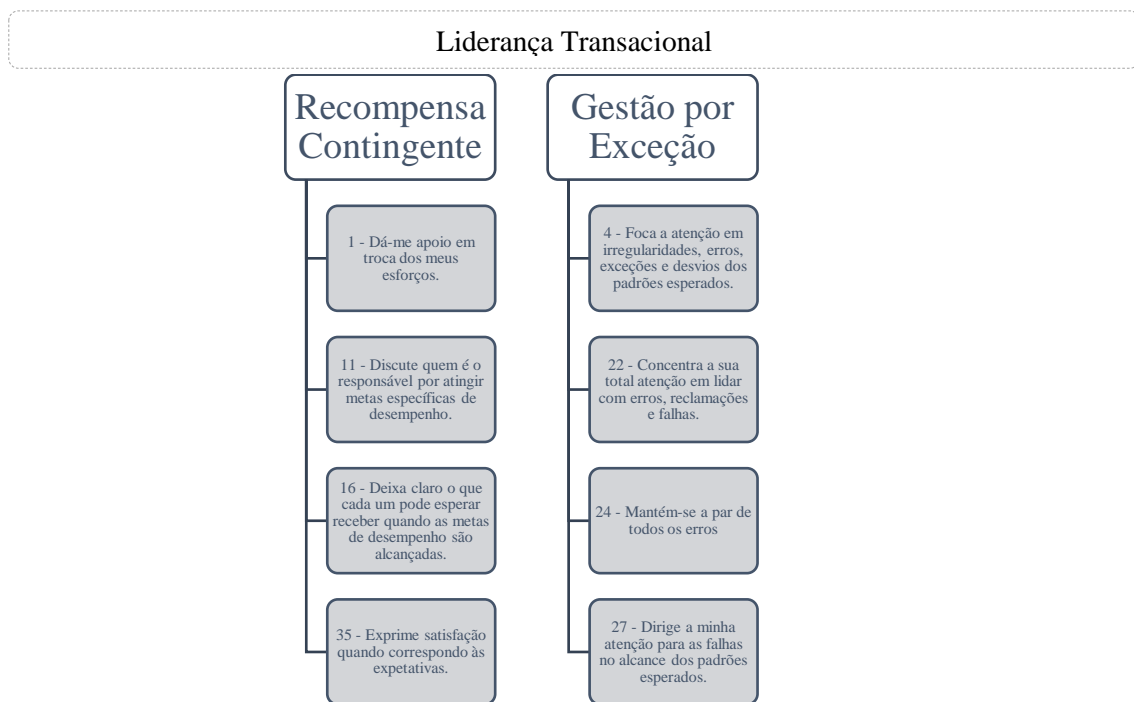 Liderança Transacional
Recompensa
Contingente
1 - Dá-me apoio em
troca dos meus
esforços.
11 - Discute quem é o
responsável por atingir
metas específicas de
desempenho.
16 - Deixa claro o que
cada um pode esperar
receber quando as metas
de desempenho são
alcançadas.
35 - Exprime satisfação
quando correspondo às
expetativas.
Gestão por
Exceção
4 - Foca a atenção em
irregularidades, erros,
exceções e desvios dos
padrões esperados.
22 - Concentra a sua
total atenção em lidar
com erros, reclamações
e falhas.
24 - Mantém-se a par de
todos os erros
27 - Dirige a minha
atenção para as falhas
no alcance dos padrões
esperados.